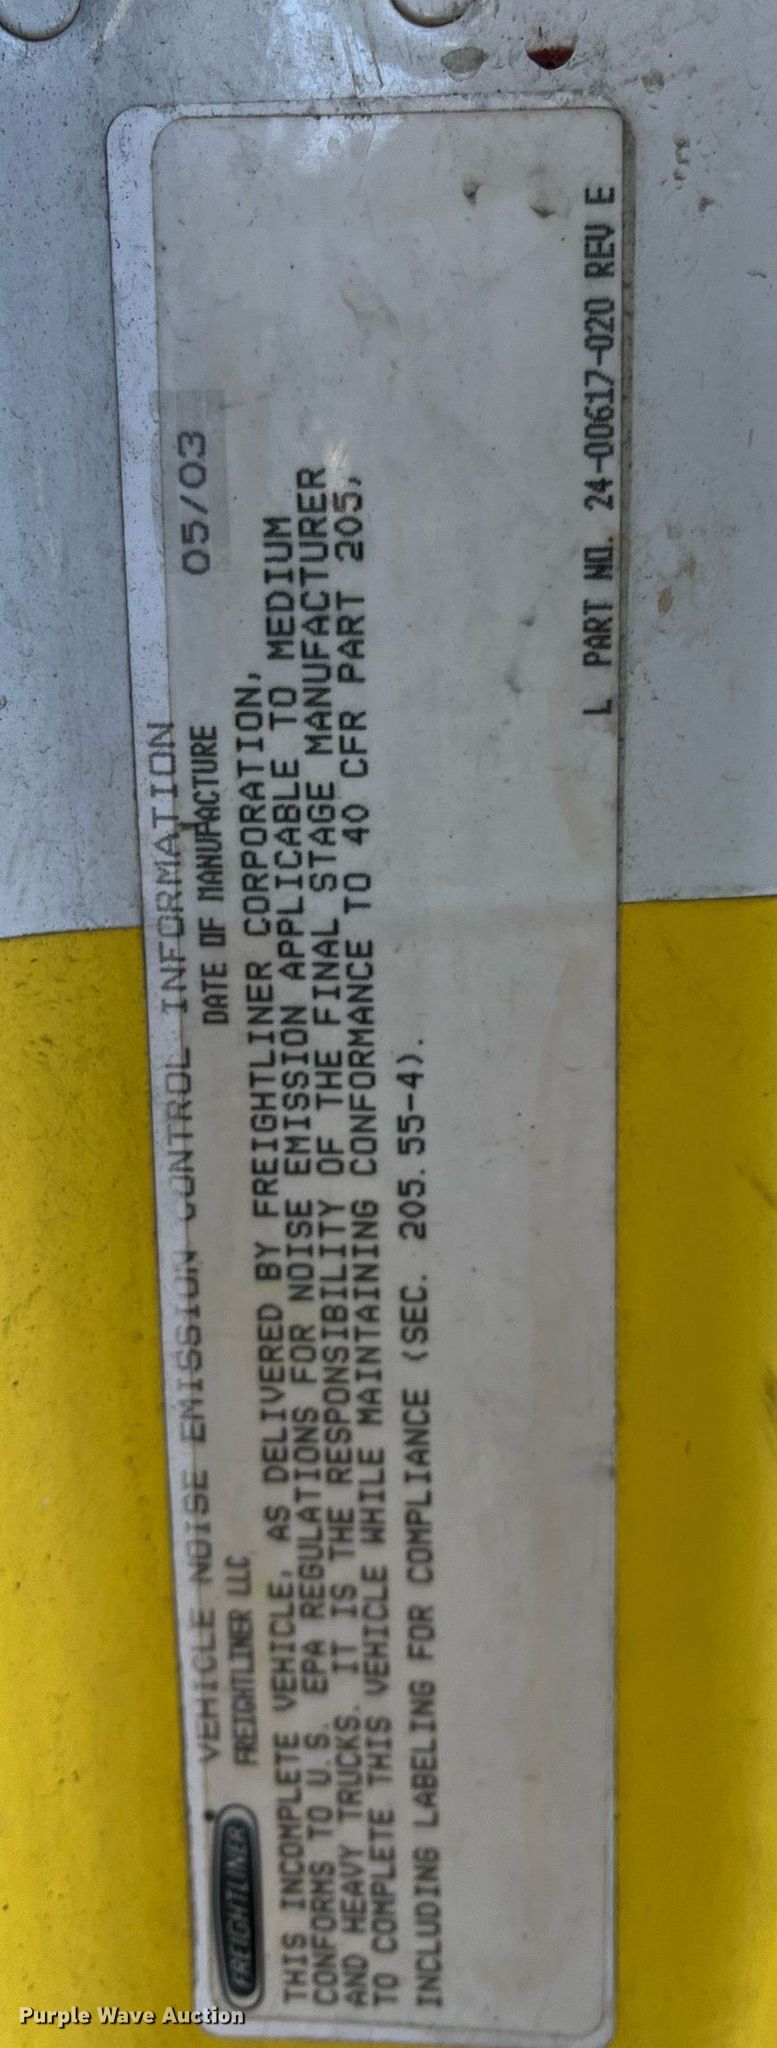 VEHICLE NOISE EMISSION CONTROL INFORMATION
FREIGHTLINER
FREIGHTLINER LLC DATE OF MANUFACTURE 05/03
THIS INCOMPLETE VEHICLE, AS DELIVERED BY FREIGHTLINER CORPORATION,
CONFORMS TO U.S. EPA REGULATIONS FOR NOISE EMISSION APPLICABLE TO MEDIUM
AND HEAVY TRUCKS. IT IS THE RESPONSIBILITY OF THE FINAL STAGE MANUFACTURER
TO COMPLETE THIS VEHICLE WHILE MAINTAINING CONFORMANCE TO 40 CFR PART 205,
INCLUDING LABELING FOR COMPLIANCE (SEC. 205.55-4).
L PART NO. 24-00617-020 REV E
Purple Wave Auction